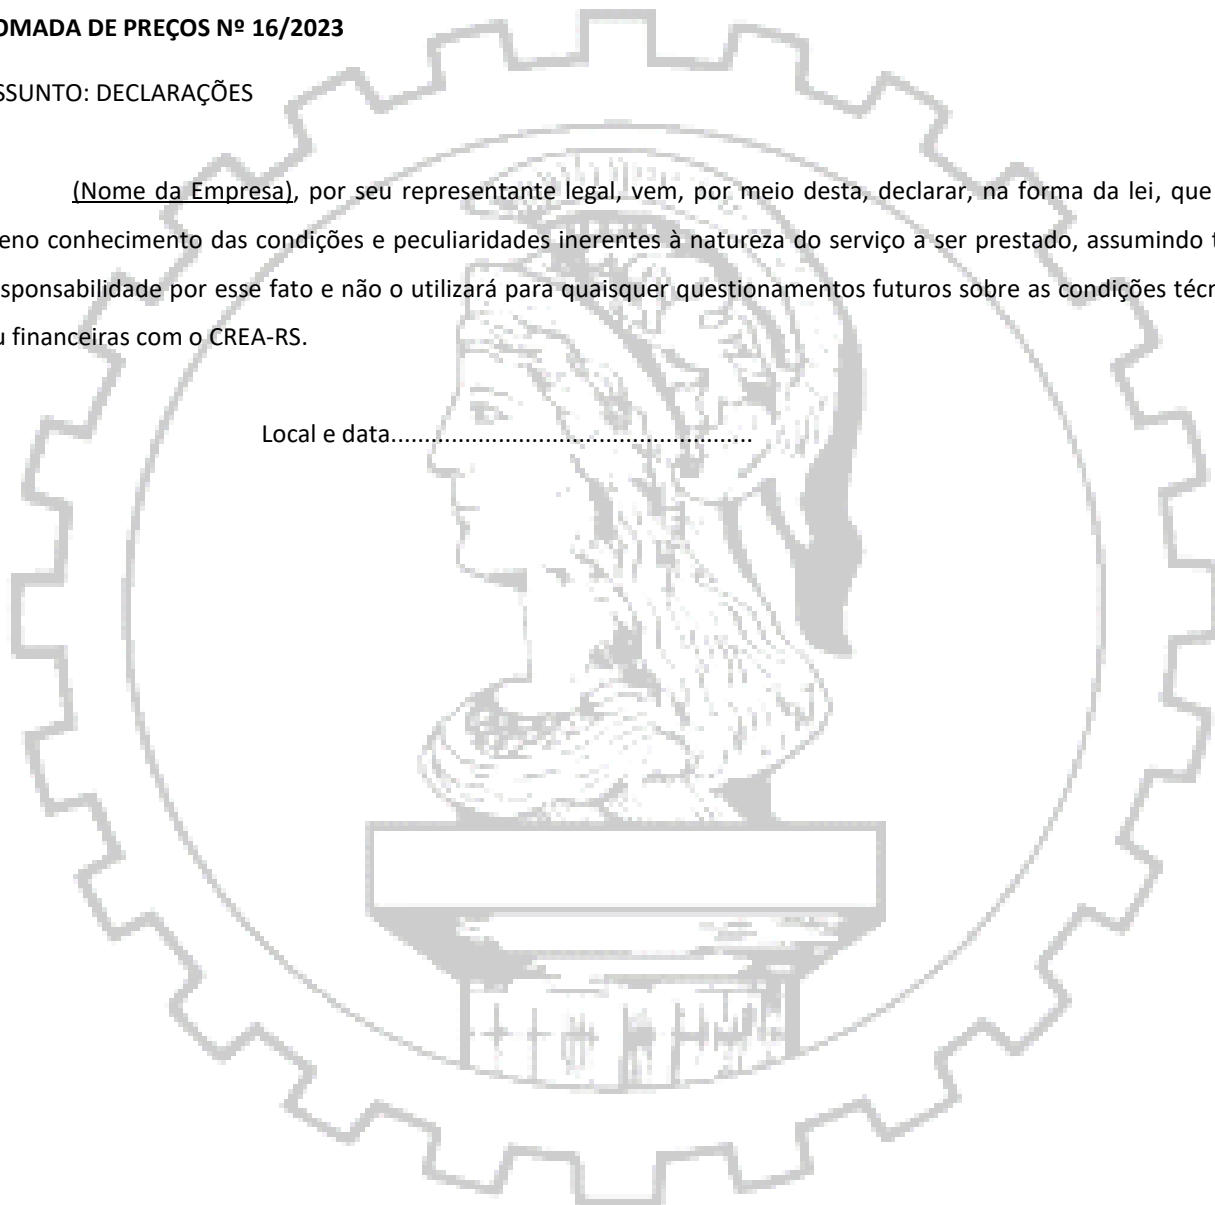 OMADA DE PREÇOS Nº 16/2023
SSUNTO: DECLARAÇÕES
(Nome da Empresa), por seu representante legal, vem, por meio desta, declarar, na forma da lei, que
eno conhecimento das condições e peculiaridades inerentes à natureza do serviço a ser prestado, assumindo t
sponsabilidade por esse fato e não o utilizará para quaisquer questionamentos futuros sobre as condições técn
u financeiras com o CREA-RS.
Local e data......................................................